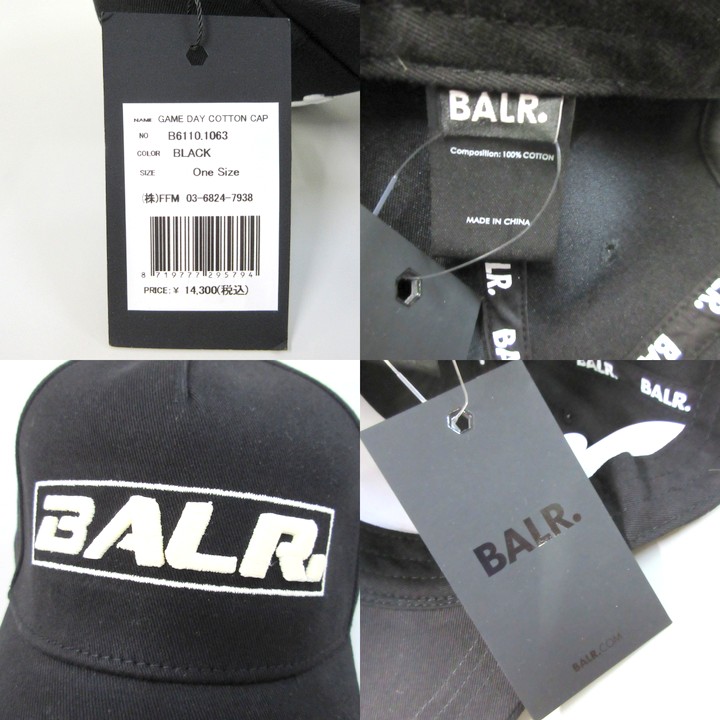 NAME GAME DAY COTTON CAP
NO B6110.1063
COLOR BLACK
SIZE One Size
(株)FFM 03-6824-7938
8 719777 295794
PRICE: ¥ 14,300(税込)
BALR.
Composition: 100% COTTON
MADE IN CHINA
LR.
BA
BALR.
BALR.
BALR.
BALR.
BALR.
BALR.COM